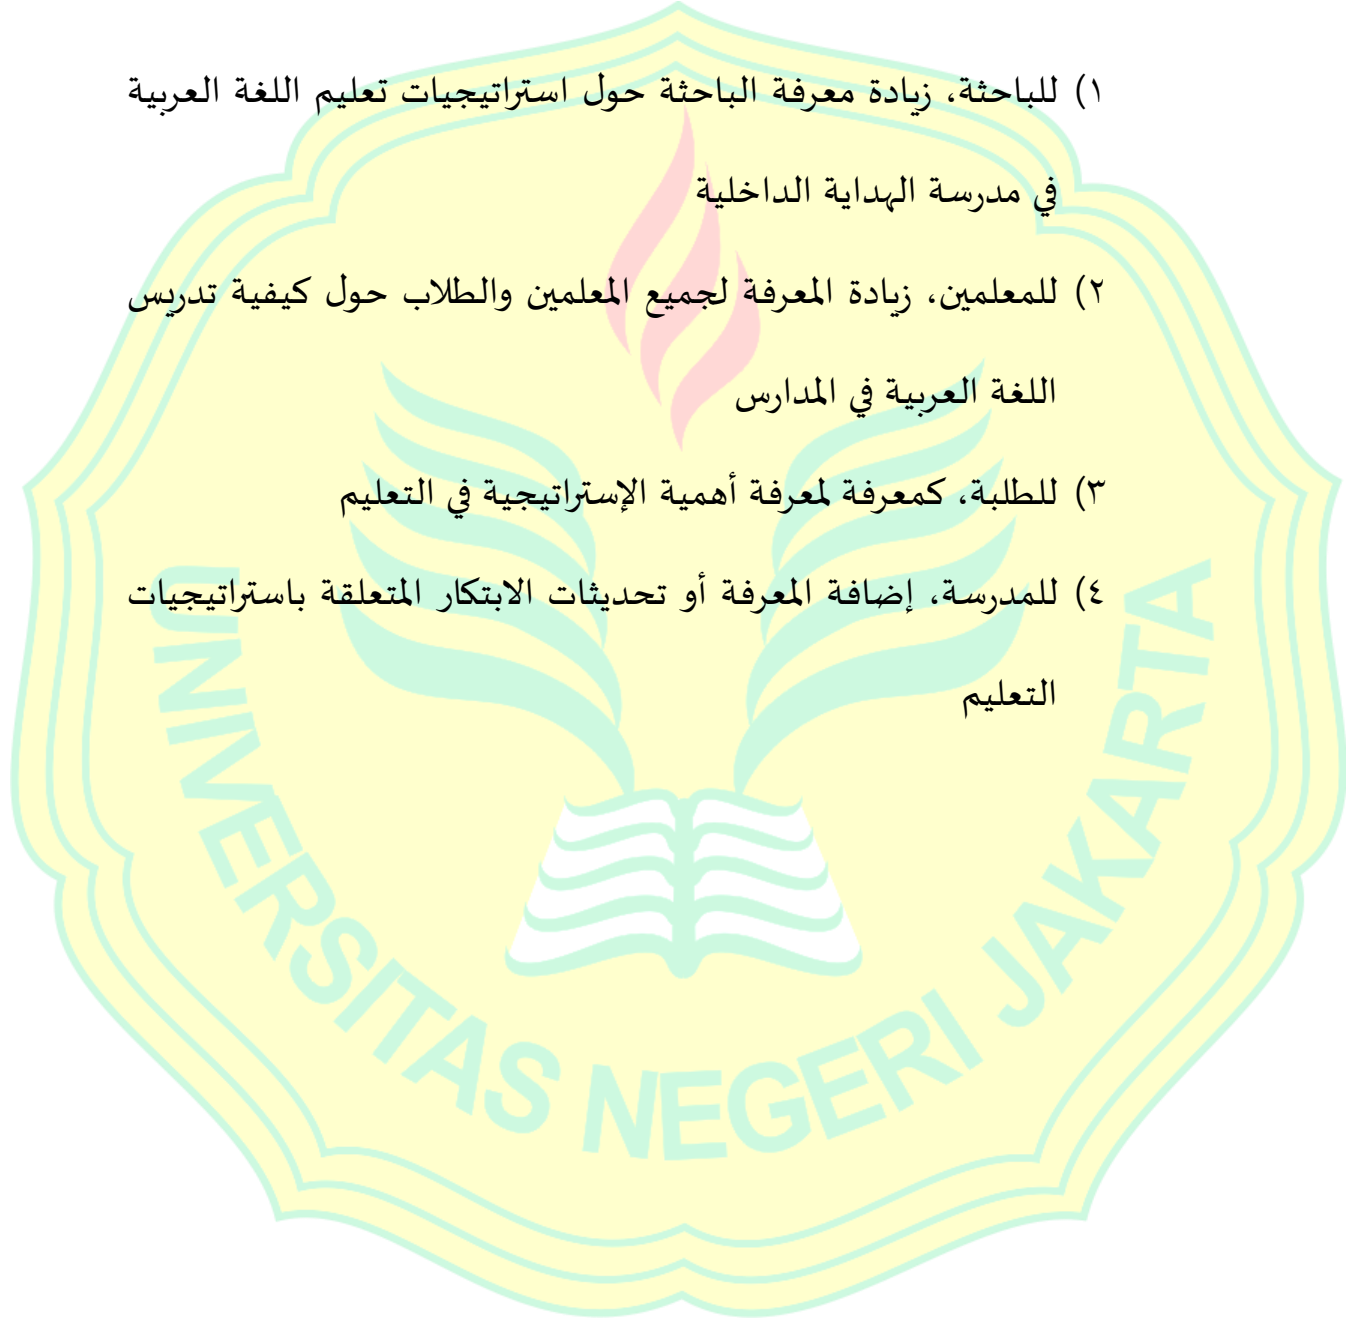 ١) للباحثة، زيادة معرفة الباحثة حول استراتيجيات تعليم اللغة العربية
في مدرسة الهداية الداخلية
٢) للمعلمين، زيادة المعرفة لجميع المعلمين والطلاب حول كيفية تدريس
اللغة العربية في المدارس
٣) للطلبة، كمعرفة لمعرفة أهمية الإستراتيجية في التعليم
٤) للمدرسة، إضافة المعرفة أو تحديثات الابتكار المتعلقة باستراتيجيات
التعليم
UNIVERSITAS NEGERI JAKARTA